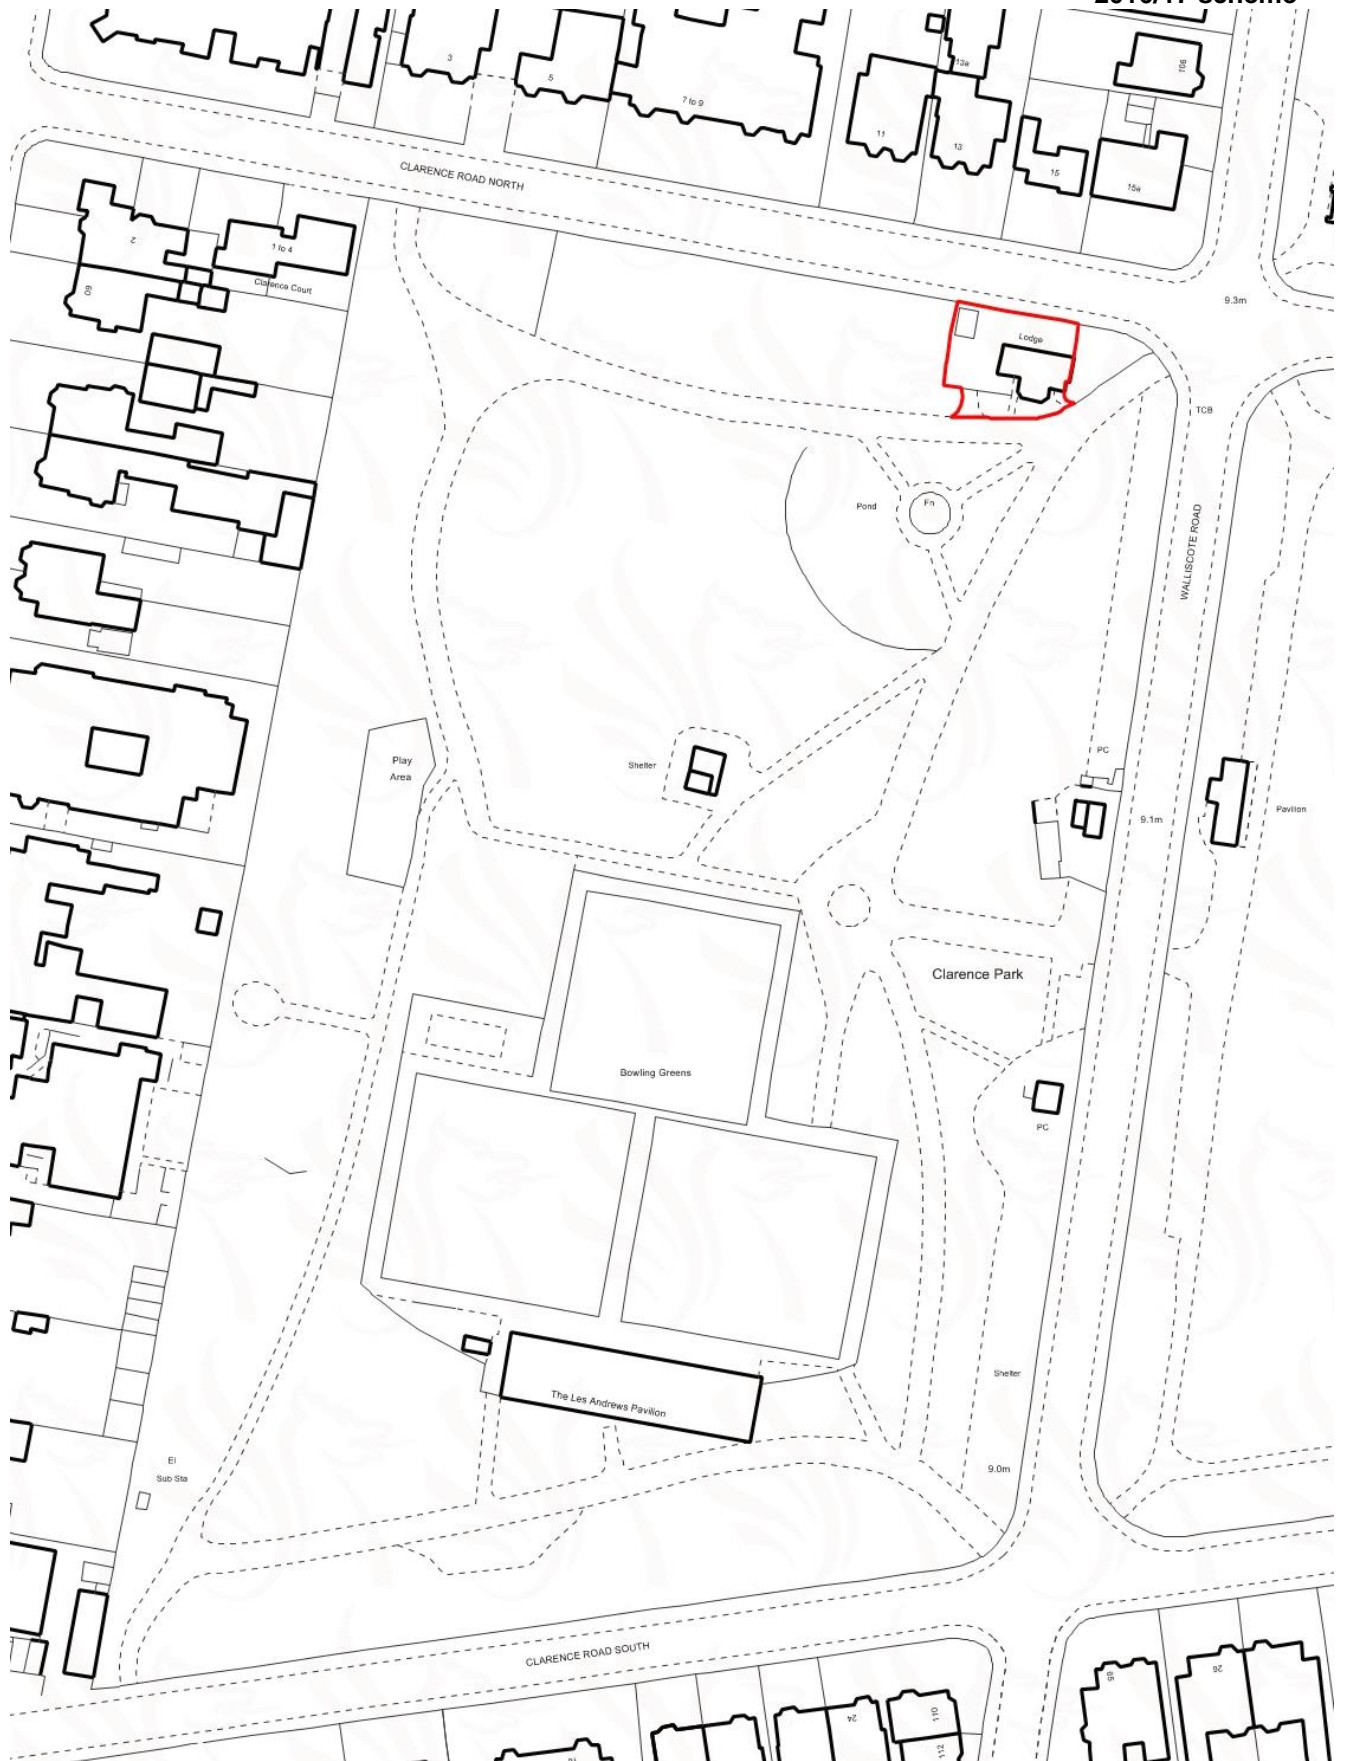 3
5
7 to 9
11
13a
13
15
15a
106
CLARENCE ROAD NORTH
2
1 to 4
Clarence Court
60
9.3m
Lodge
TCB
Pond
Fn
WALLISCOTE ROAD
Play
Area
Shelter
PC
9.1m
Pavilion
Clarence Park
Bowling Greens
PC
Shelter
The Les Andrews Pavilion
El
Sub Sta
9.0m
CLARENCE ROAD SOUTH
24
110
112
85
26